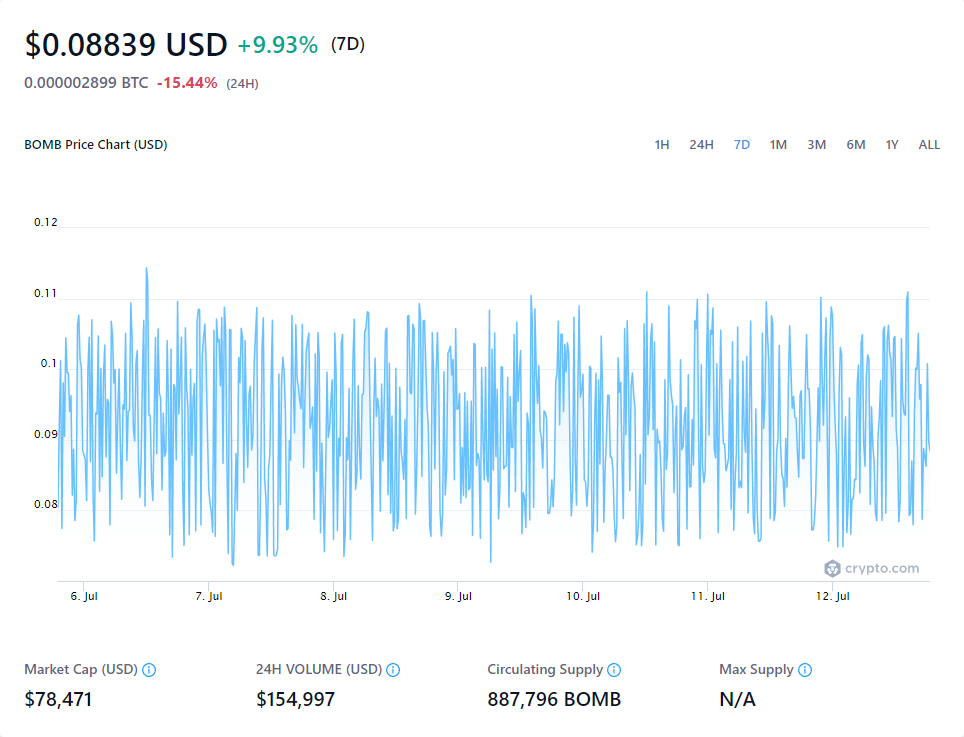 $0.08839 USD +9.93% (7D)
0.000002899 BTC -15.44% (24H)
BOMB Price Chart (USD) 1H 24H 7D 1M 3M 6M 1Y ALL
0.12
0.11
0.1
0.09
0.08
crypto.com
6. Jul 7. Jul 8. Jul 9. Jul 10. Jul 11. Jul 12. Jul
Market Cap (USD) 24H VOLUME (USD) Circulating Supply Max Supply
$78,471 $154,997 887,796 BOMB N/A